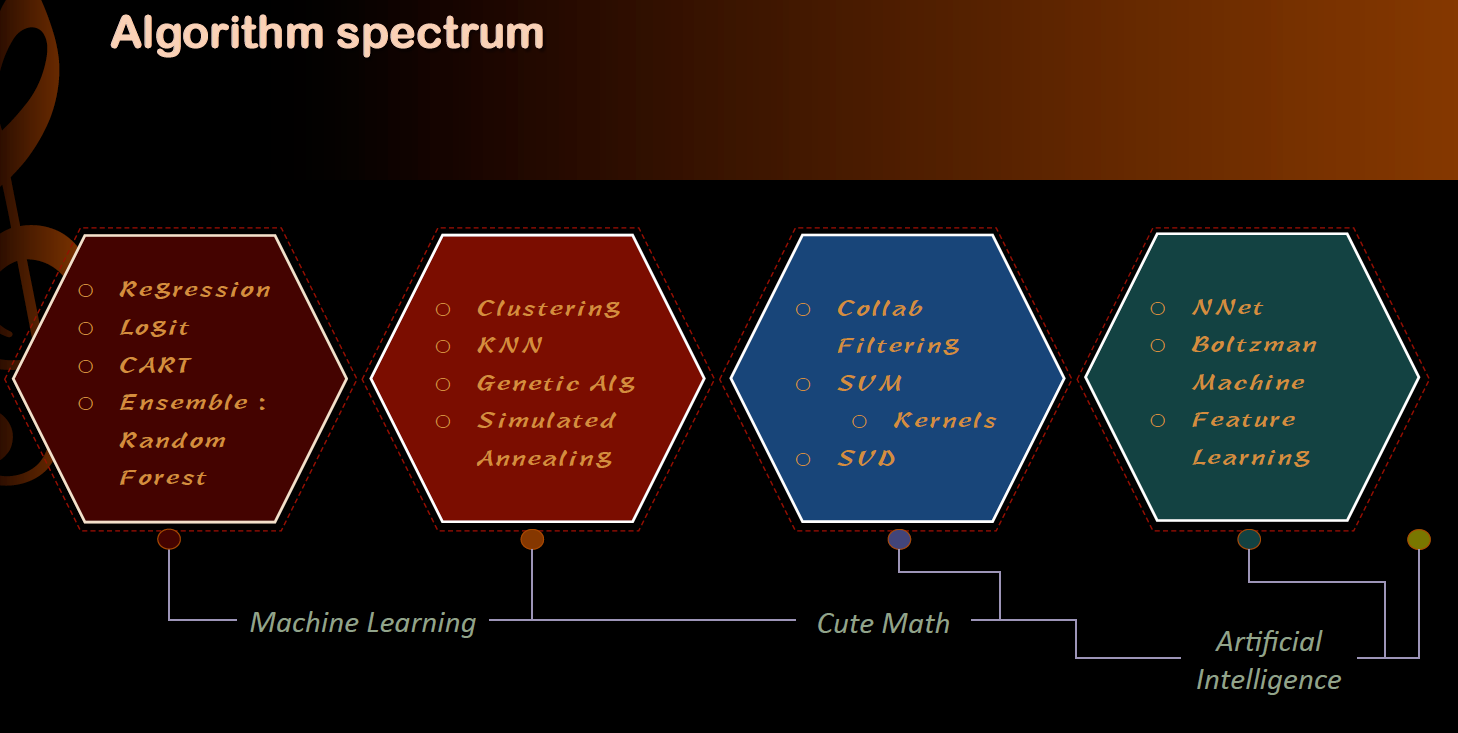 Algorithm spectrum
Regression
Logit
CART
Ensemble :
Random
Forest
Clustering
KNN
Genetic Alg
Simulated
Annealing
Collab
Filtering
SVM
Kernels
SVD
NNet
Boltzman
Machine
Feature
Learning
Machine Learning
Cute Math
Artificial
Intelligence